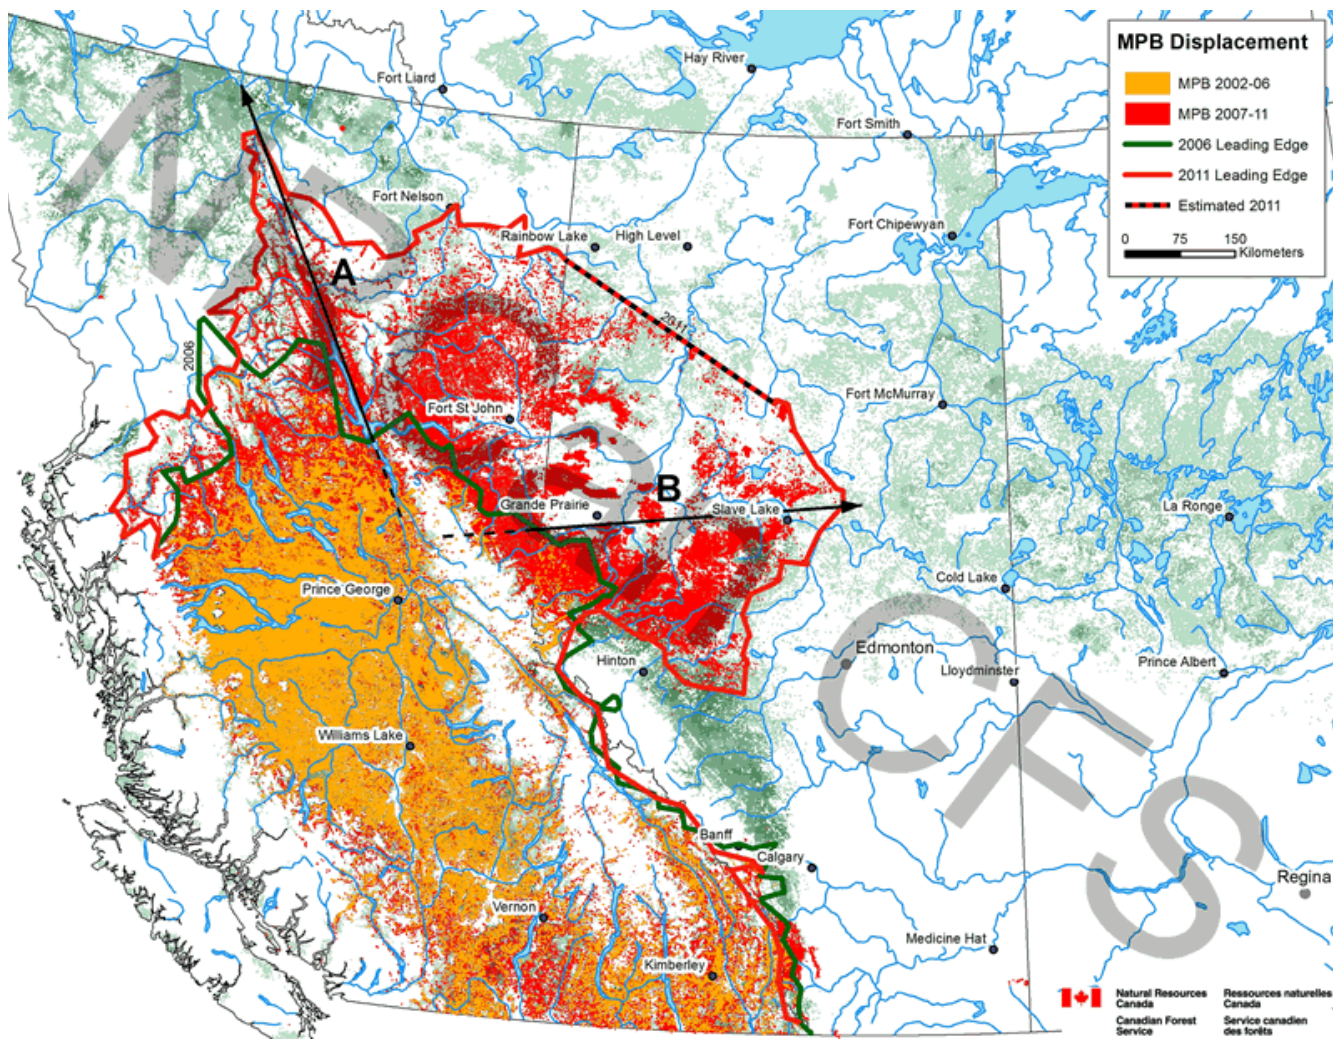 MPB Displacement
MPB 2002-06
MPB 2007-11
2006 Leading Edge
2011 Leading Edge
Estimated 2011
0 75 150
Kilometers
Hay River
Fort Liard
Fort Smith
Fort Nelson
Rainbow Lake
High Level
Fort Chipewyan
A
2011
2006
Fort McMurray
Fort St John
B
Grande Prairie
Slave Lake
La Ronge
Prince George
Cold Lake
Hinton
Edmonton
Lloydminster
Prince Albert
Williams Lake
Banff
Calgary
Regina
Vernon
Medicine Hat
Kimberley
CFS
Natural Resources
Canada
Canadian Forest
Service
Ressources naturelles
Canada
Service canadien
des forêts